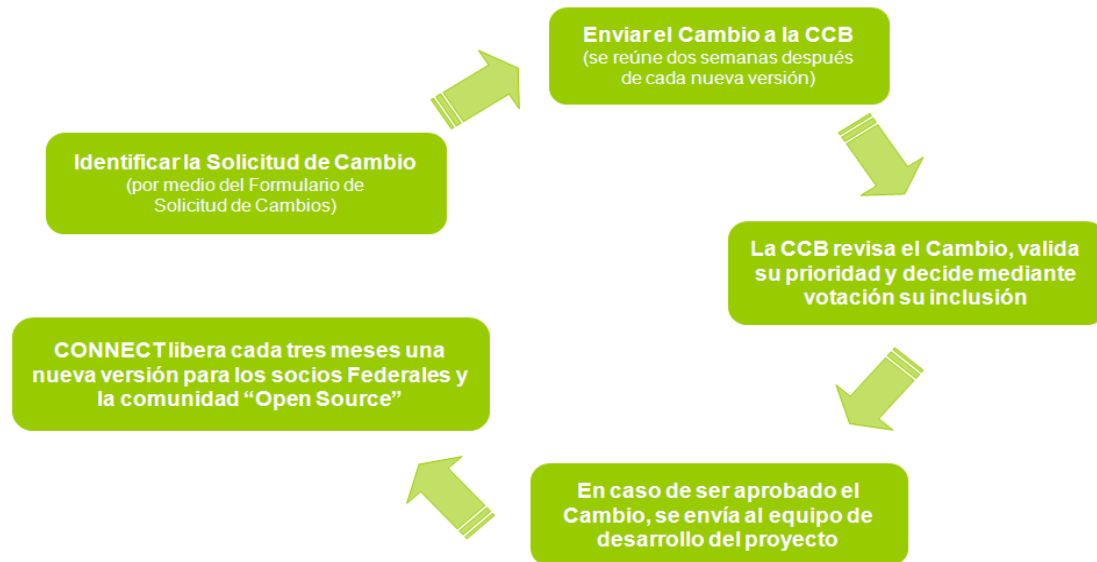 Enviar el Cambio a la CCB
(se reúne dos semanas después
de cada nueva versión)
Identificar la Solicitud de Cambio
(por medio del Formulario de
Solicitud de Cambios)
La CCB revisa el Cambio, valida
su prioridad y decide mediante
votación su inclusión
CONNECT libera cada tres meses una
nueva versión para los socios Federales y
la comunidad “Open Source”
En caso de ser aprobado el
Cambio, se envía al equipo de
desarrollo del proyecto